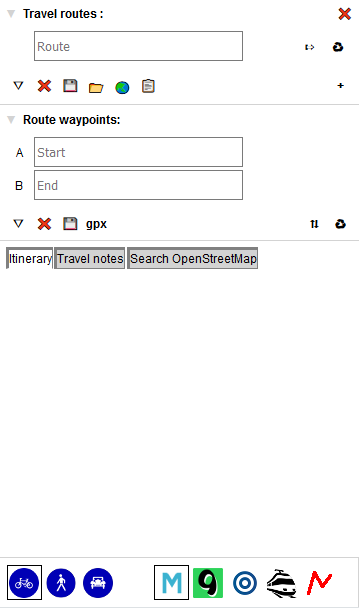 Travel routes :
Route
Route waypoints:
A Start
B End
gpx
Itinerary Travel notes Search OpenStreetMap
M 9